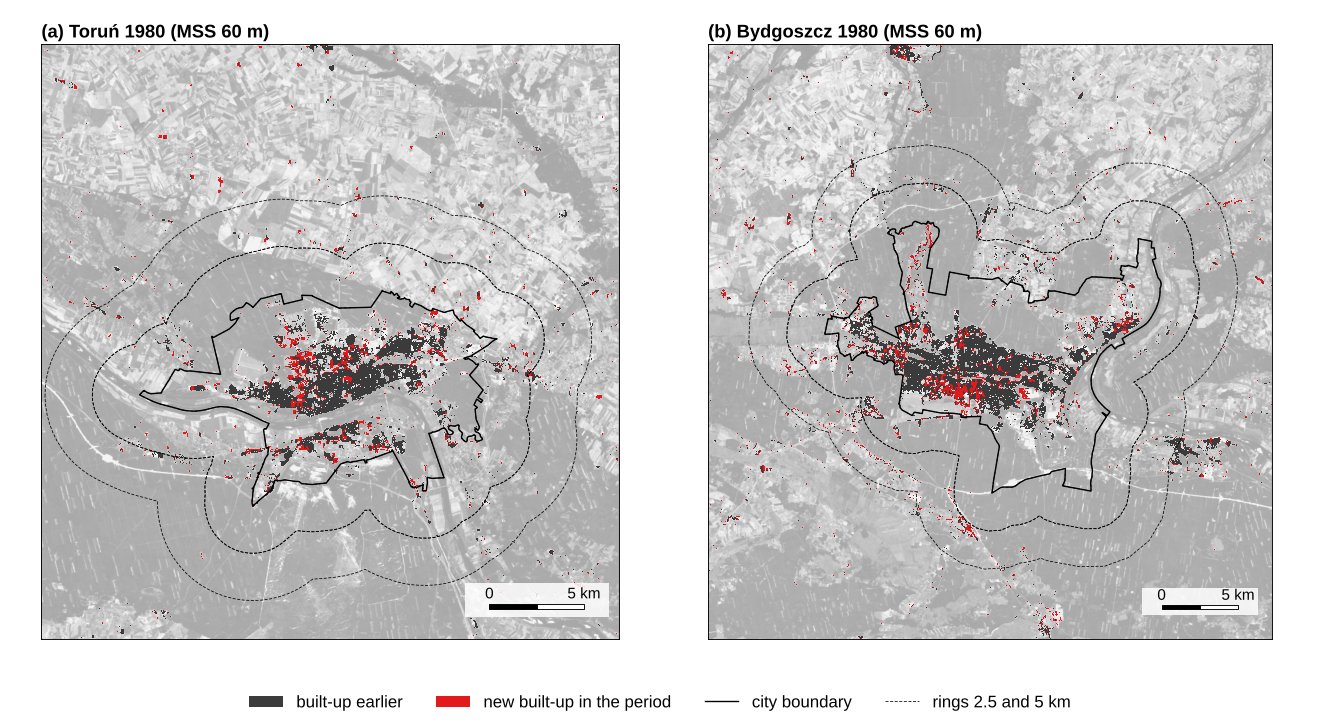 (a) Toruń 1980 (MSS 60 m)
(b) Bydgoszcz 1980 (MSS 60 m)
0 5 km
0 5 km
built-up earlier
new built-up in the period
city boundary
rings 2.5 and 5 km